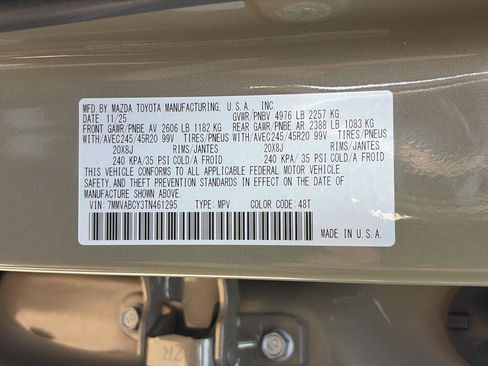 MFD. BY MAZDA TOYOTA MANUFACTURING, U.S.A., INC.
DATE 11/25 GVWR/PNBV 4976 LB 2257 KG
FRONT GAWR/PNBE AV 2606 LB 1182 KG REAR GAWR/PNBE AR 2388 LB 1083 KG
WITH/AVEC245/45R20 99V TIRES/PNEUS WITH/AVEC245/45R20 99V TIRES/PNEUS
20X8J RIMS/JANTES 20X8J RIMS/JANTES
240 KPA/35 PSI COLD/A FROID 240 KPA/35 PSI COLD/A FROID
THIS VEHICLE CONFORMS TO ALL APPLICABLE FEDERAL MOTOR VEHICLE
SAFETY, AND THEFT PREVENTION STANDARDS IN EFFECT ON THE DATE OF
MANUFACTURE SHOWN ABOVE.
VIN: 7MMVABCY3TN461295 TYPE: MPV COLOR CODE: 48T
MADE IN U.S.A.